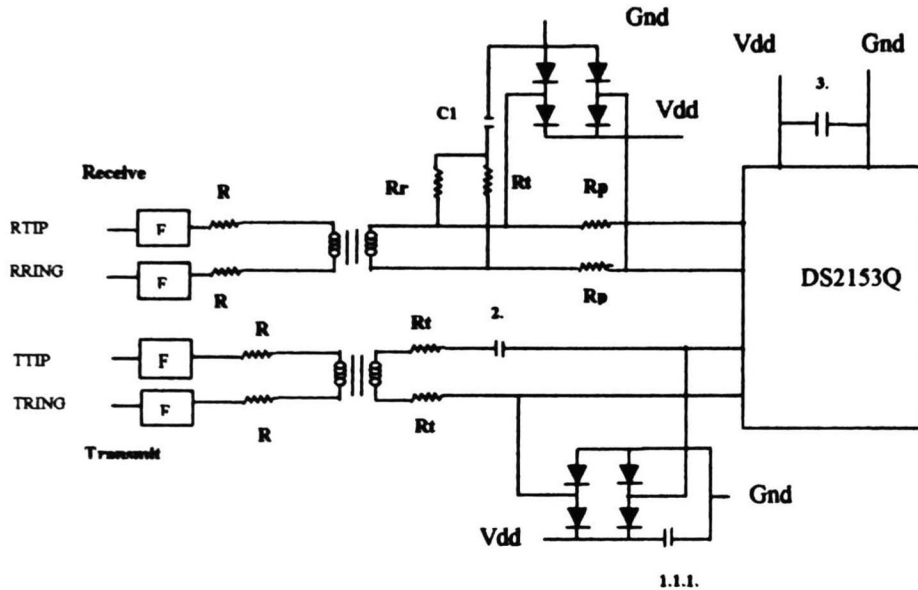 Gnd
Vdd
Gnd
3.
Vdd
C1
Receive
R
Rr
Rt
Rp
RTIP
F
RRING
F
DS2153Q
R
Rp
2.
R
Rt
TTIP
F
TRING
F
R
Rt
Transmit
Gnd
Vdd
1.1.1.